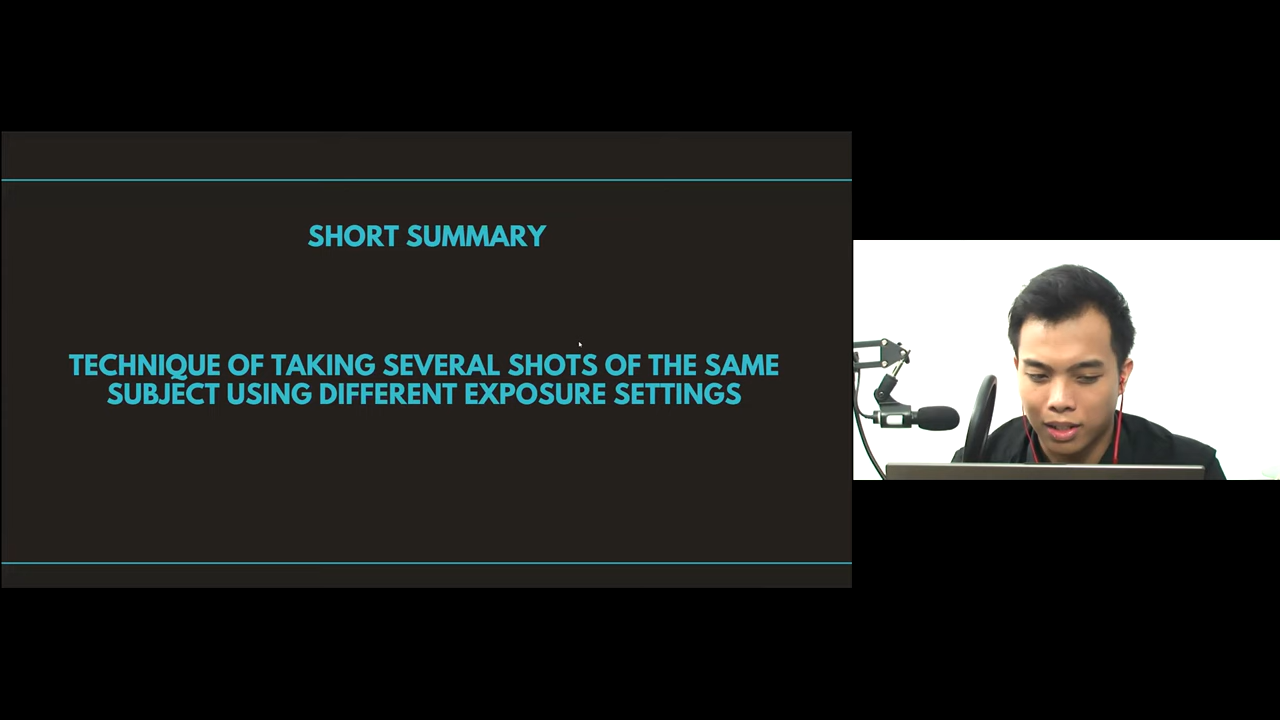 SHORT SUMMARY
TECHNIQUE OF TAKING SEVERAL SHOTS OF THE SAME
SUBJECT USING DIFFERENT EXPOSURE SETTINGS